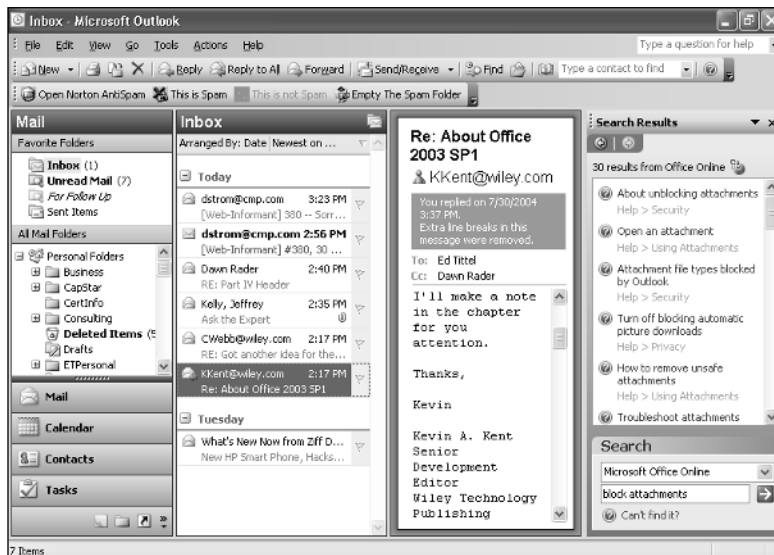 Inbox - Microsoft Outlook
File Edit View Go Tools Actions Help
Type a question for help
New Reply Reply to All Forward Send/Receive Find Type a contact to find
Open Norton AntiSpam This is Spam This is not Spam Empty The Spam Folder
Mail
Favorite Folders
Inbox (1)
Unread Mail (7)
For Follow Up
Sent Items
All Mail Folders
Personal Folders
Business
CapStar
CertInfo
Consulting
Deleted Items (5
Drafts
ETPersonal
Mail
Calendar
Contacts
Tasks
Inbox
Arranged By: Date Newest on ...
Today
dstrom@cmp.com 3:23 PM
[Web-Informant] 380 -- Sorr...
dstrom@cmp.com 2:56 PM
[Web-Informant] #380, 30 ...
Dawn Rader 2:40 PM
RE: Part IV Header
Kelly, Jeffrey 2:35 PM
Ask the Expert
CWebb@wiley.com 2:17 PM
RE: Got another idea for the...
KKent@wiley.com 2:17 PM
Re: About Office 2003 SP1
Tuesday
What's New Now from Ziff D...
New HP Smart Phone, Hacks...
Re: About Office
2003 SP1
KKent@wiley.com
You replied on 7/30/2004
3:37 PM.
Extra line breaks in this
message were removed.
To: Ed Tittel
Cc: Dawn Rader
I'll make a note
in the chapter
for you
attention.
Thanks,
Kevin
Kevin A. Kent
Senior
Development
Editor
Wiley Technology
Publishing
Search Results
30 results from Office Online
About unblocking attachments
Help > Security
Open an attachment
Help > Using Attachments
Attachment file types blocked
by Outlook
Help > Security
Turn off blocking automatic
picture downloads
Help > Privacy
How to remove unsafe
attachments
Help > Using Attachments
Troubleshoot attachments
Search
Microsoft Office Online
block attachments
Can't find it?
7 Items